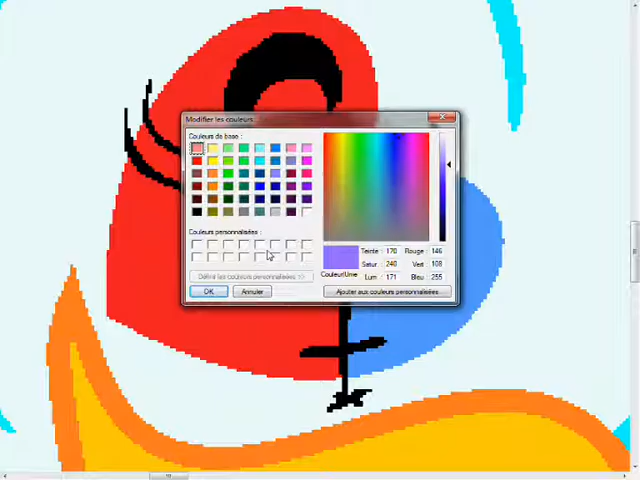 Modifier les couleurs
Couleurs de base :
Couleurs personnalisées :
Définir les couleurs personnalisées >>
OK
Annuler
Teinte : 170
Satur : 240
Lum : 171
Rouge : 146
Vert : 108
Bleu : 255
Couleur|Unie
Ajouter aux couleurs personnalisées